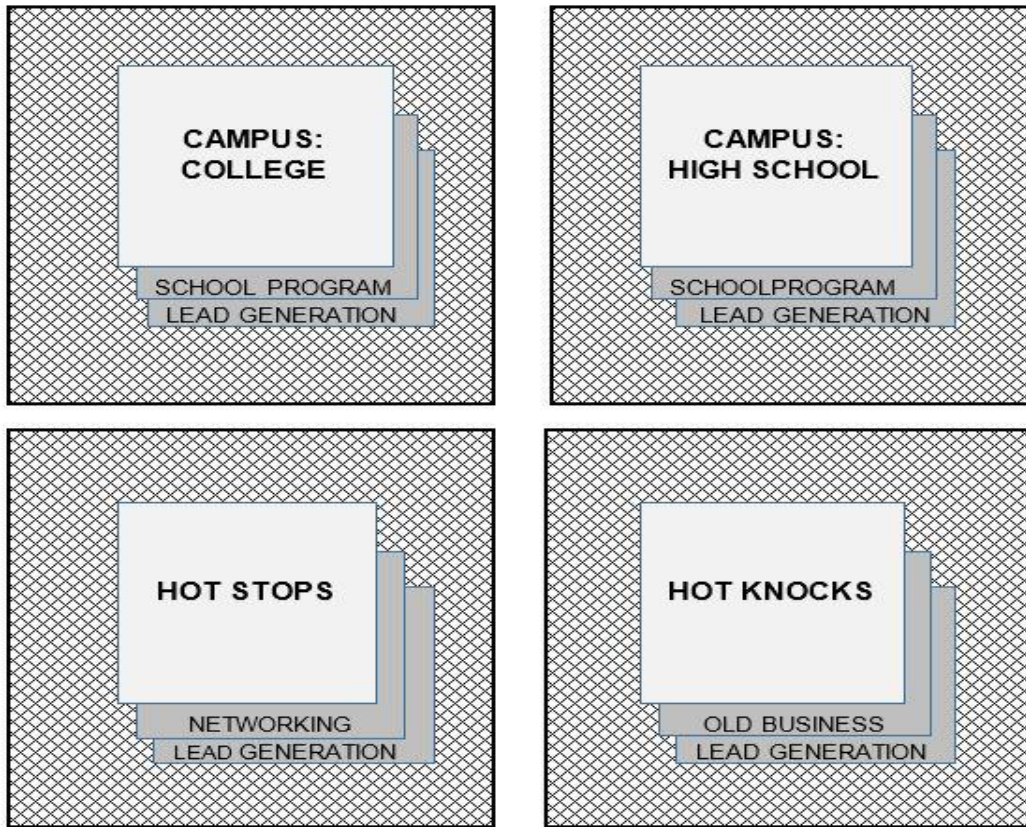 CAMPUS:
COLLEGE
SCHOOL PROGRAM
LEAD GENERATION
CAMPUS:
HIGH SCHOOL
SCHOOLPROGRAM
LEAD GENERATION
HOT STOPS
NETWORKING
LEAD GENERATION
HOT KNOCKS
OLD BUSINESS
LEAD GENERATION